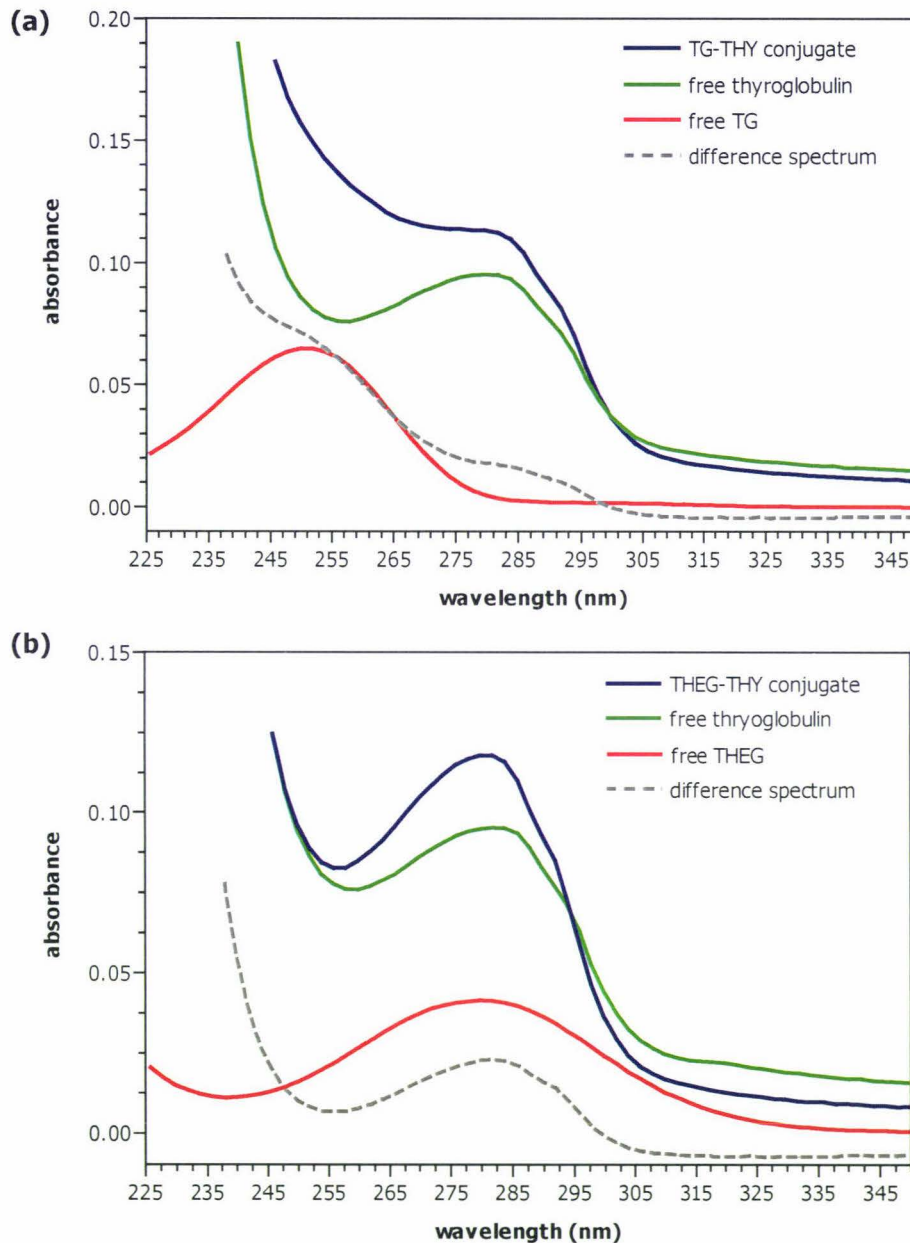 (a)
0.20
0.15
0.10
0.05
0.00
absorbance
TG-THY conjugate
free thyroglobulin
free TG
difference spectrum
225 235 245 255 265 275 285 295 305 315 325 335 345
wavelength (nm)
(b)
0.15
0.10
0.05
0.00
absorbance
THEG-THY conjugate
free thryoglobulin
free THEG
difference spectrum
225 235 245 255 265 275 285 295 305 315 325 335 345
wavelength (nm)